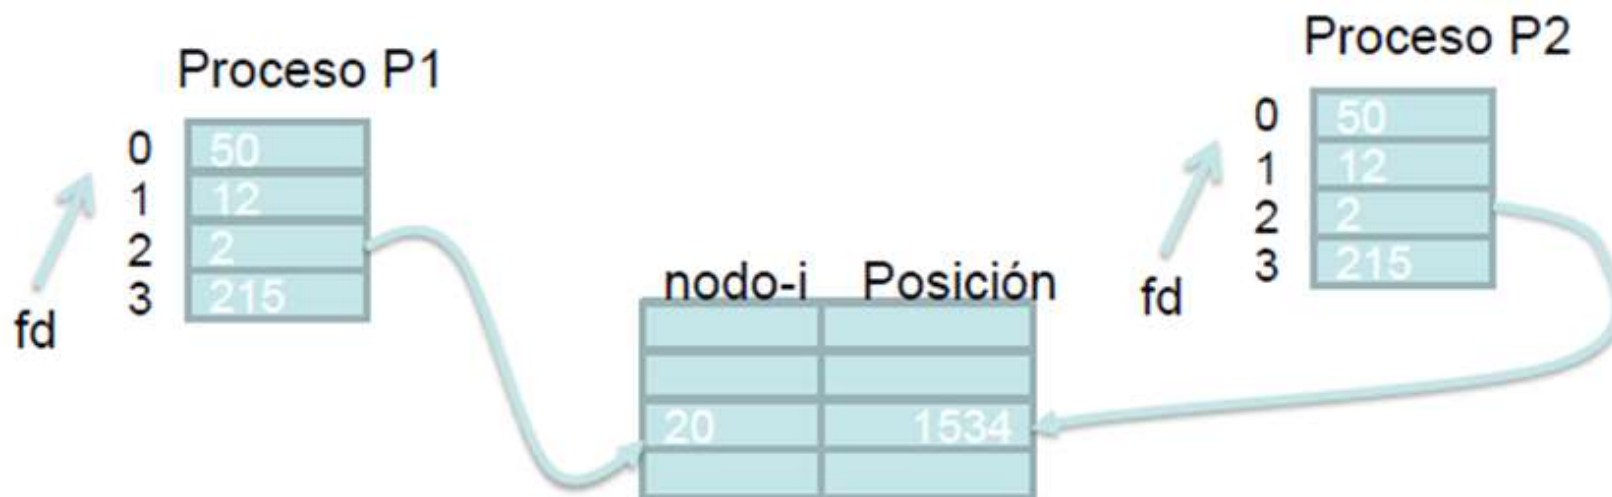 Proceso P1
0 50
1 12
2 2
3 215
fd
nodo-i Posición
20 1534
Proceso P2
0 50
1 12
2 2
3 215
fd